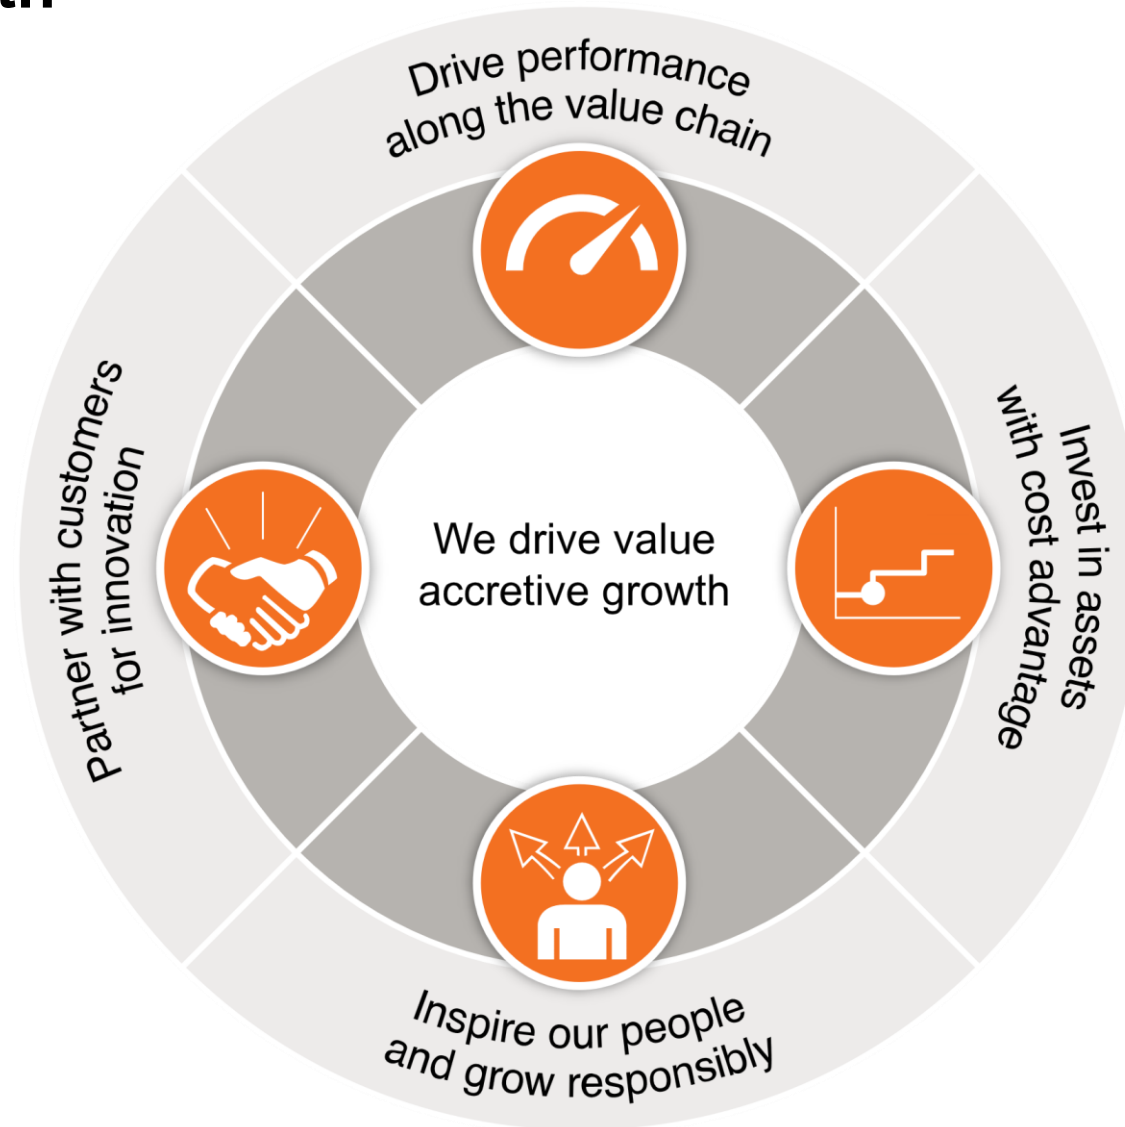 Drive performance
along the value chain
Partner with customers
for innovation
We drive value
accretive growth
Invest in assets
with cost advantage
Inspire our people
and grow responsibly